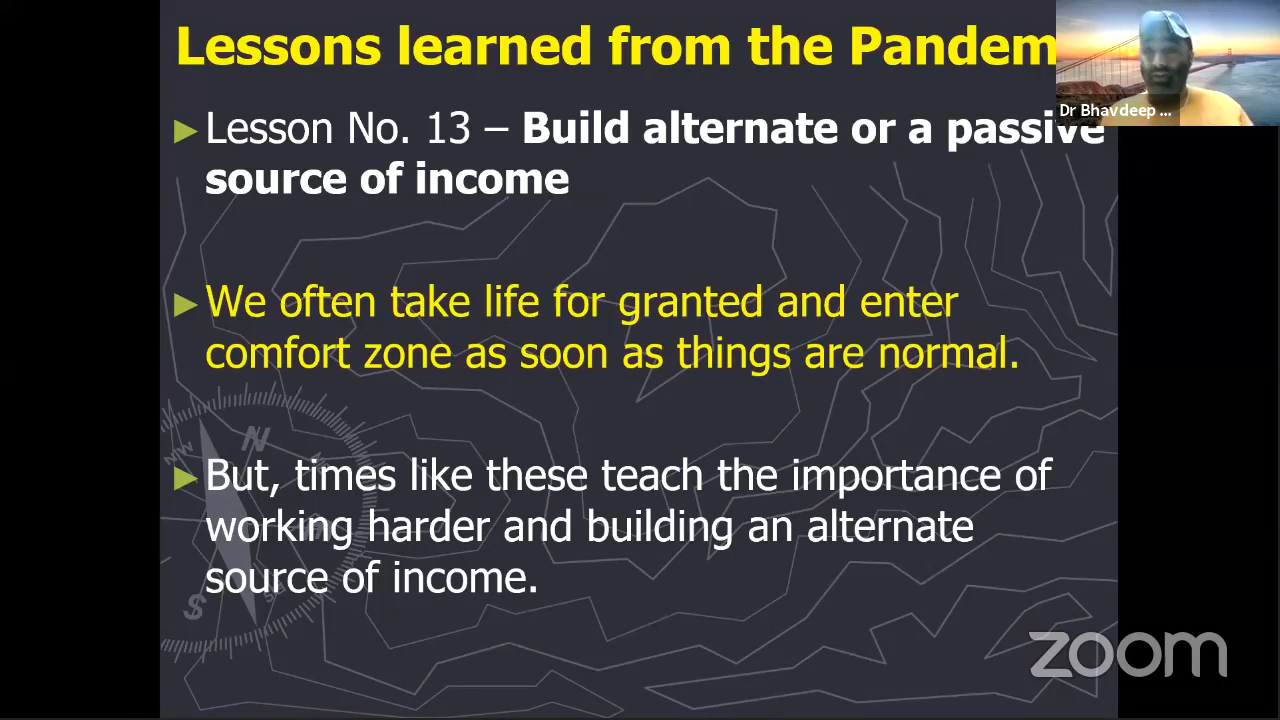 Lessons learned from the Pandem
Dr Bhavdeep ...
►Lesson No. 13 – Build alternate or a passive
source of income
►We often take life for granted and enter
comfort zone as soon as things are normal.
►But, times like these teach the importance of
working harder and building an alternate
source of income.
N
S
zoom